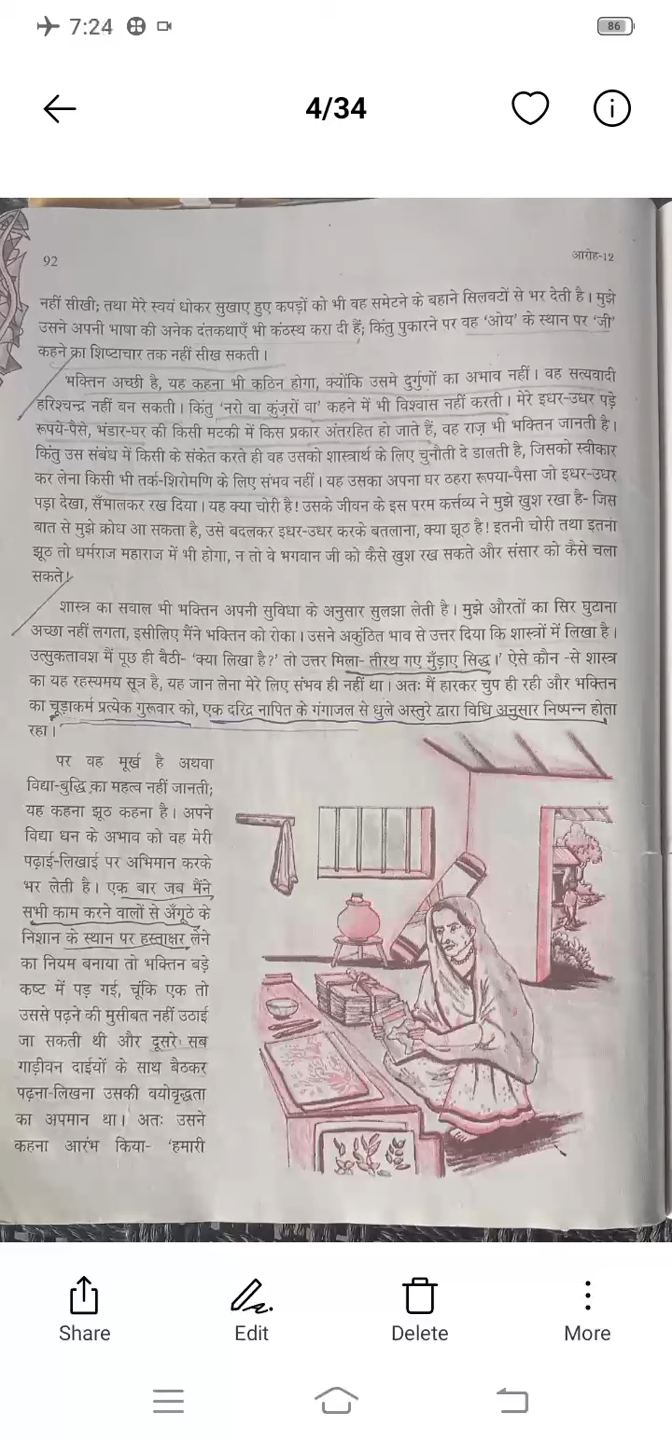 7:24
86
4/34
92
आरोह-12
नहीं सीखी; तथा मेरे स्वयं धोकर सुखाए हुए कपड़ों को भी वह समेटने के बहाने सिलवटों से भर देती है। मुझे
उसने अपनी भाषा की अनेक दंतकथाएँ भी कंठस्थ करा दी हैं; किंतु पुकारने पर वह 'ओय' के स्थान पर 'जी'
कहने का शिष्टाचार तक नहीं सीख सकती।
भक्तिन अच्छी है, यह कहना भी कठिन होगा, क्योंकि उसमे दुर्गुणों का अभाव नहीं। वह सत्यवादी
हरिश्चन्द्र नहीं बन सकती। किंतु 'नरो वा कुंज़रों वा' कहने में भी विश्वास नहीं करती। मेरे इधर-उधर पड़े
रूपये-पैसे, भंडार-घर की किसी मटकी में किस प्रकार अंतरहित हो जाते हैं, वह राज़ भी भक्तिन जानती है।
किंतु उस संबंध में किसी के संकेत करते ही वह उसको शास्त्रार्थ के लिए चुनौती दे डालती है, जिसको स्वीकार
कर लेना किसी भी तर्क-शिरोमणि के लिए संभव नहीं। यह उसका अपना घर ठहरा रूपया-पैसा जो इधर-उधर
पड़ा देखा, सँभालकर रख दिया। यह क्या चोरी है! उसके जीवन के इस परम कर्त्तव्य ने मुझे खुश रखा है- जिस
बात से मुझे क्रोध आ सकता है, उसे बदलकर इधर-उधर करके बतलाना, क्या झूठ है! इतनी चोरी तथा इतना
झूठ तो धर्मराज महाराज में भी होगा, न तो वे भगवान जी को कैसे खुश रख सकते और संसार को कैसे चला
सकते!
शास्त्र का सवाल भी भक्तिन अपनी सुविधा के अनुसार सुलझा लेती है। मुझे औरतों का सिर घुटाना
अच्छा नहीं लगता, इसीलिए मैंने भक्तिन को रोका। उसने अकुंठित भाव से उत्तर दिया कि शास्त्रों में लिखा है।
उत्सुकतावश में पूछ ही बैठी- 'क्या लिखा है?' तो उत्तर मिला- तीरथ गए मुँड़ाए सिद्ध।' ऐसे कौन -से शास्त्र
का यह रहस्यमय सूत्र है, यह जान लेना मेरे लिए संभव ही नहीं था। अतः मैं हारकर चुप ही रही और भक्तिन
का चूड़ाकर्म प्रत्येक गुरूवार को, एक दरिद्र नापित के गंगाजल से धुले अस्तुरे द्वारा विधि अनुसार निष्पन्न होता
रहा।
पर वह मूर्ख है अथवा
विद्या-बुद्धि का महत्व नहीं जानती;
यह कहना झूठ कहना है। अपने
विद्या धन के अभाव को वह मेरी
पढ़ाई-लिखाई पर अभिमान करके
भर लेती है। एक बार जब मैंने
सभी काम करने वालों से अँगूठे के
निशान के स्थान पर हस्ताक्षर लेने
का नियम बनाया तो भक्तिन बड़े
कष्ट में पड़ गई, चूंकि एक तो
उससे पढ़ने की मुसीबत नहीं उठाई
जा सकती थी और दूसरे सब
गाड़ीवन दाईयों के साथ बैठकर
पढ़ना-लिखना उसकी वयोवृद्धता
का अपमान था। अतः उसने
कहना आरंभ किया- 'हमारी
Share
Edit
Delete
More